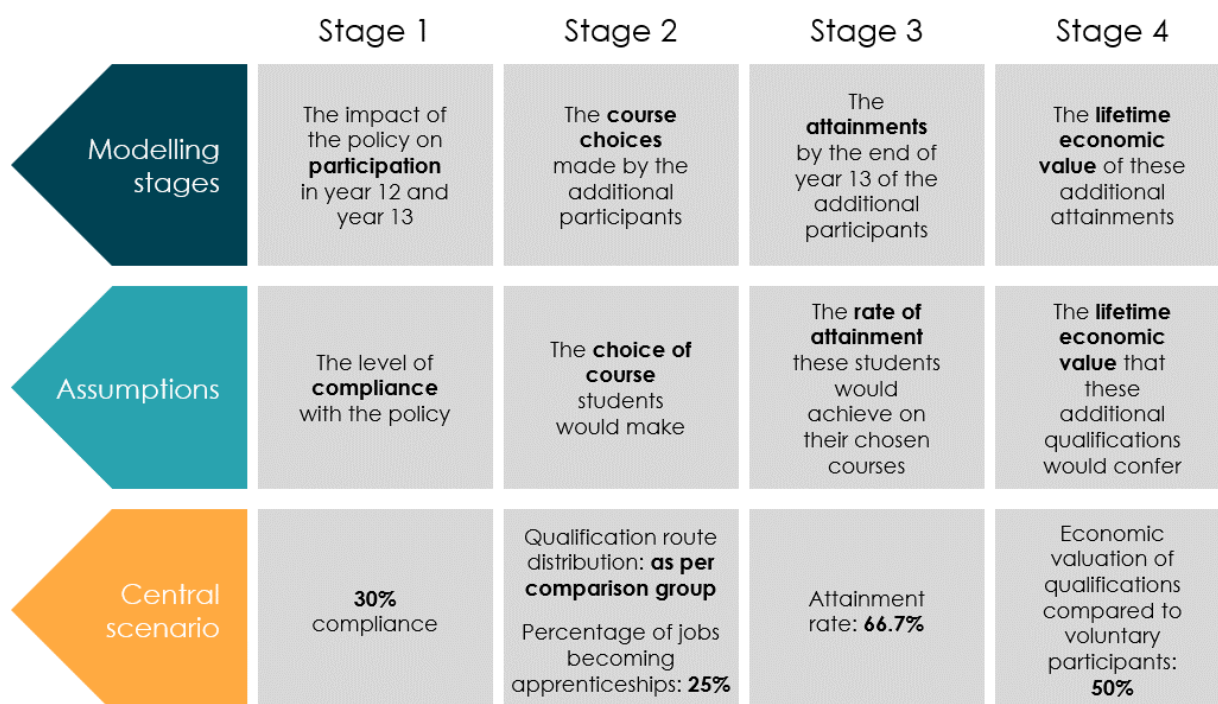 Stage 1
Stage 2
Stage 3
Stage 4
Modelling
stages
The impact of
the policy on
participation
in year 12 and
year 13
The course
choices
made by the
additional
participants
The
attainments
by the end of
year 13 of the
additional
participants
The lifetime
economic
value of these
additional
attainments
Assumptions
The level of
compliance
with the policy
The choice of
course
students
would make
The rate of
attainment
these students
would
achieve on
their chosen
courses
The lifetime
economic
value that
these
additional
qualifications
would confer
Central
scenario
30%
compliance
Qualification route
distribution: as per
comparison group
Percentage of jobs
becoming
apprenticeships: 25%
Attainment
rate: 66.7%
Economic
valuation of
qualifications
compared to
voluntary
participants:
50%